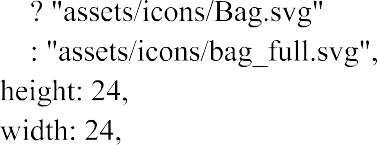 ? "assets/icons/Bag.svg"
: "assets/icons/bag_full.svg",
height: 24,
width: 24,